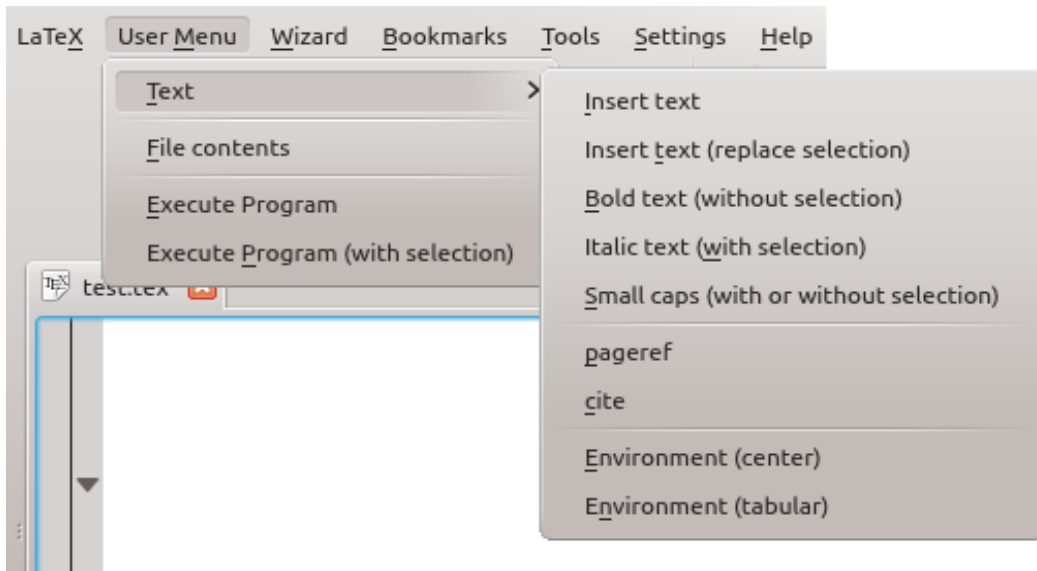 LaTeX User Menu Wizard Bookmarks Tools Settings Help
Text
File contents
Execute Program
Execute Program (with selection)
Insert text
Insert text (replace selection)
Bold text (without selection)
Italic text (with selection)
Small caps (with or without selection)
pageref
cite
Environment (center)
Environment (tabular)
TEX test.tex